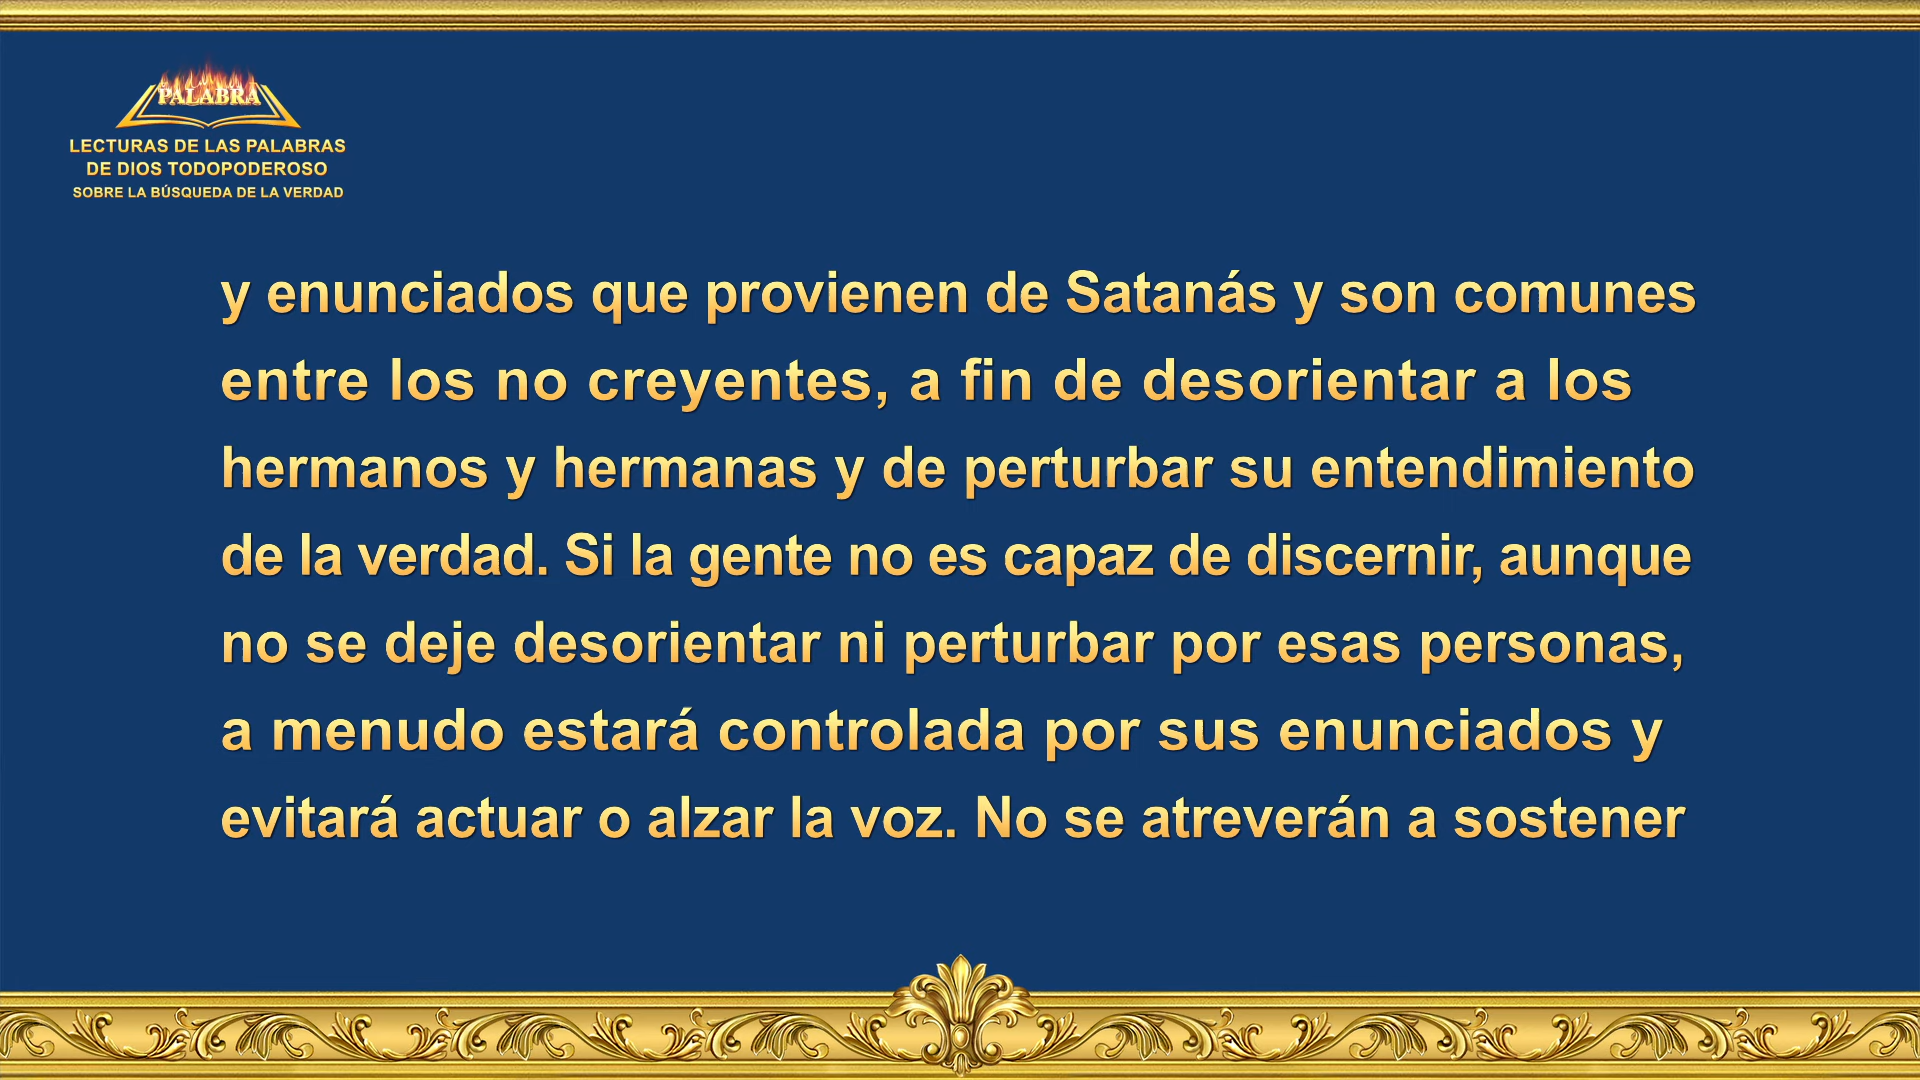 PALABRA
LECTURAS DE LAS PALABRAS
DE DIOS TODOPODEROSO
SOBRE LA BÚSQUEDA DE LA VERDAD
y enunciados que provienen de Satanás y son comunes
entre los no creyentes, a fin de desorientar a los
hermanos y hermanas y de perturbar su entendimiento
de la verdad. Si la gente no es capaz de discernir, aunque
no se deje desorientar ni perturbar por esas personas,
a menudo estará controlada por sus enunciados y
evitará actuar o alzar la voz. No se atreverán a sostener